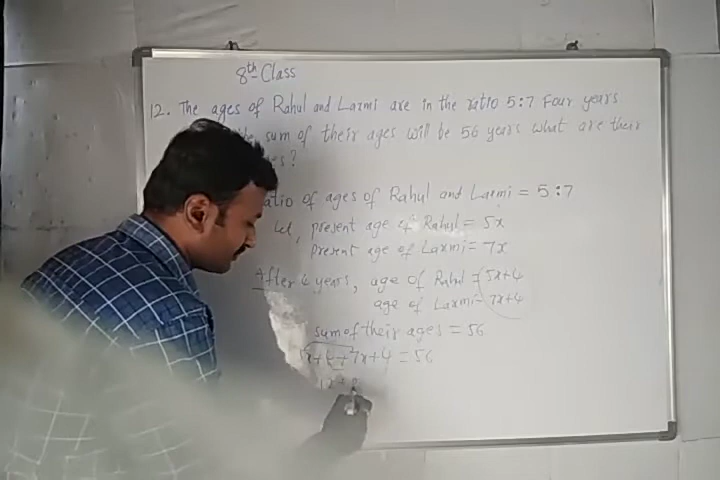 8th Class
12. The ages of Rahul and Laxmi are in the ratio 5:7 Four years
sum of their ages will be 56 years what are their
of ages of Rahul and Laxmi = 5:7
Let, present age of Rahul = 5x
present age of Laxmi = 7x
After 4 years, age of Rahul = 5x+4
age of Laxmi = 7x+4
sum of their ages = 56
5x+4+7x+4 = 56